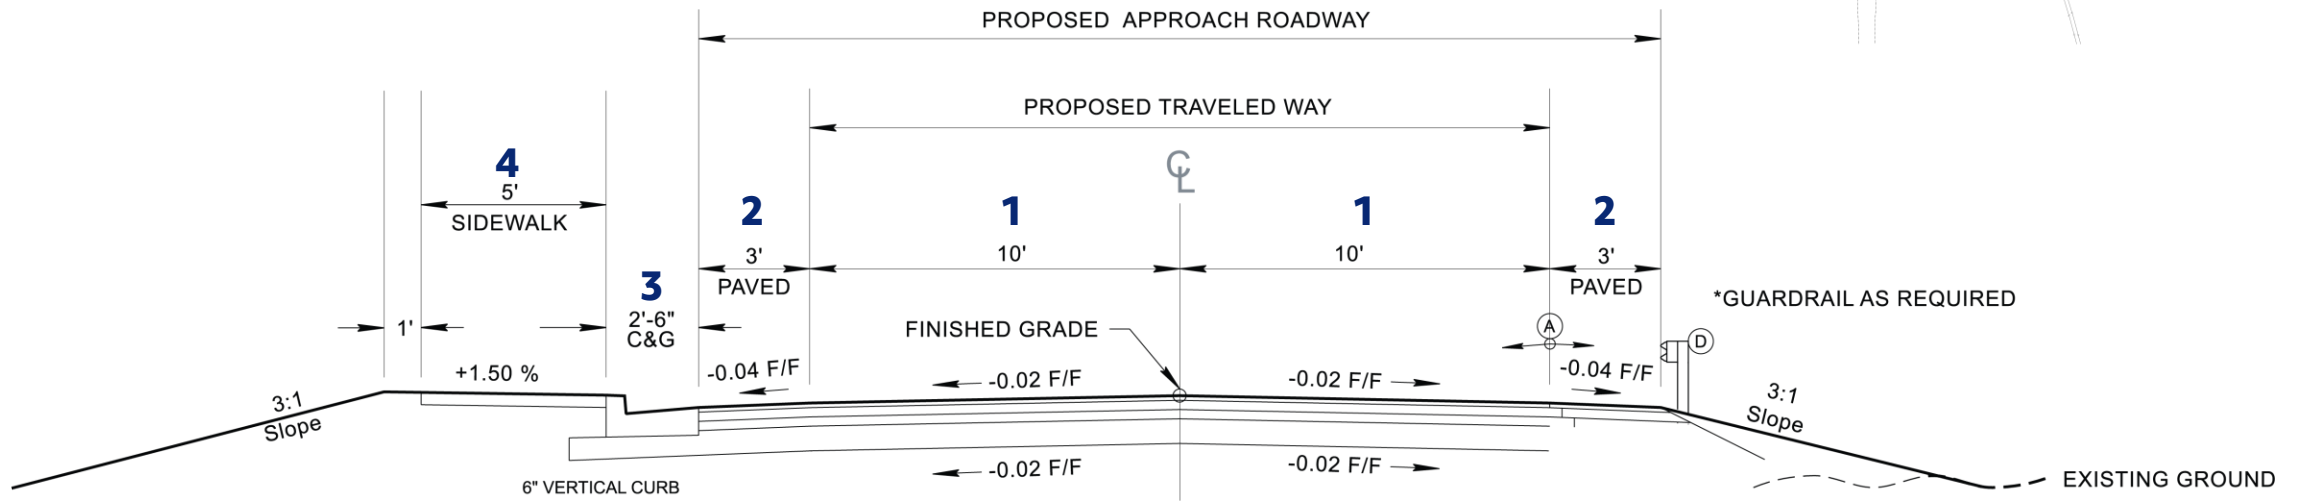 PROPOSED APPROACH ROADWAY
PROPOSED TRAVELED WAY
4
5'
SIDEWALK
CL
2
1
1
2
3'
PAVED
10'
10'
3'
PAVED
3
2'-6"
C&G
1'
*GUARDRAIL AS REQUIRED
FINISHED GRADE
A
D
+1.50 %
-0.04 F/F
-0.02 F/F
-0.02 F/F
-0.04 F/F
3:1
Slope
3:1
Slope
-0.02 F/F
-0.02 F/F
6" VERTICAL CURB
EXISTING GROUND